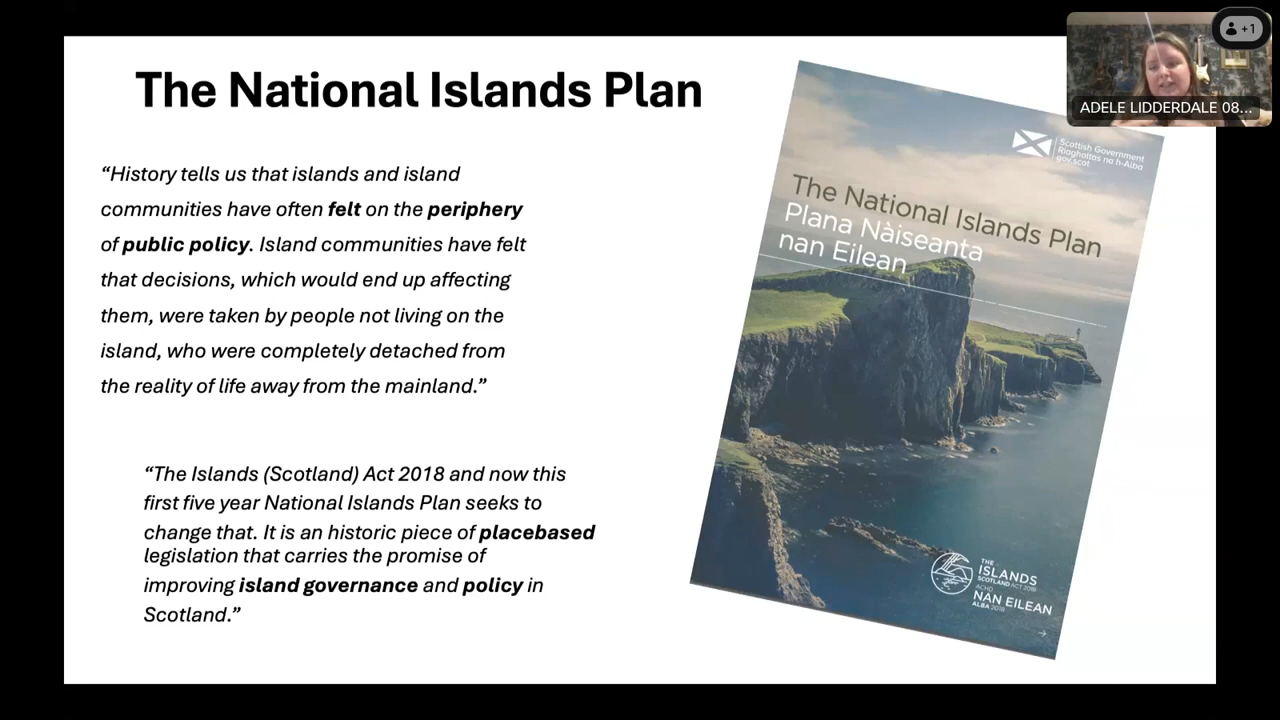 The National Islands Plan
“History tells us that islands and island
communities have often felt on the periphery
of public policy. Island communities have felt
that decisions, which would end up affecting
them, were taken by people not living on the
island, who were completely detached from
the reality of life away from the mainland.”
“The Islands (Scotland) Act 2018 and now this
first five year National Islands Plan seeks to
change that. It is an historic piece of placebased
legislation that carries the promise of
improving island governance and policy in
Scotland.”
Scottish Government
Riaghaltas na h-Alba
gov.scot
The National Islands Plan
Plana Nàiseanta
nan Eilean
THE
ISLANDS
SCOTLAND ACT 2018
ACHD
NAN EILEAN
ALBA 2018
+1
ADELE LIDDERDALE 08...